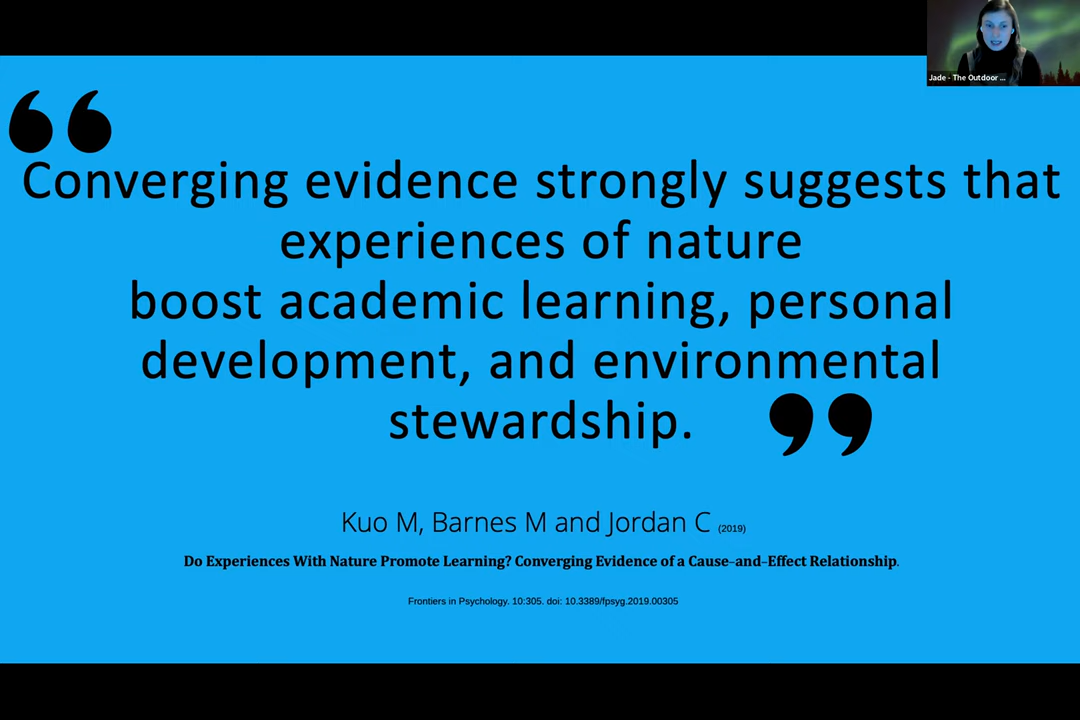 Jade - The Outdoor ...
“
Converging evidence strongly suggests that
experiences of nature
boost academic learning, personal
development, and environmental
stewardship. ”
Kuo M, Barnes M and Jordan C (2019)
Do Experiences With Nature Promote Learning? Converging Evidence of a Cause–and–Effect Relationship.
Frontiers in Psychology. 10:305. doi: 10.3389/fpsyg.2019.00305